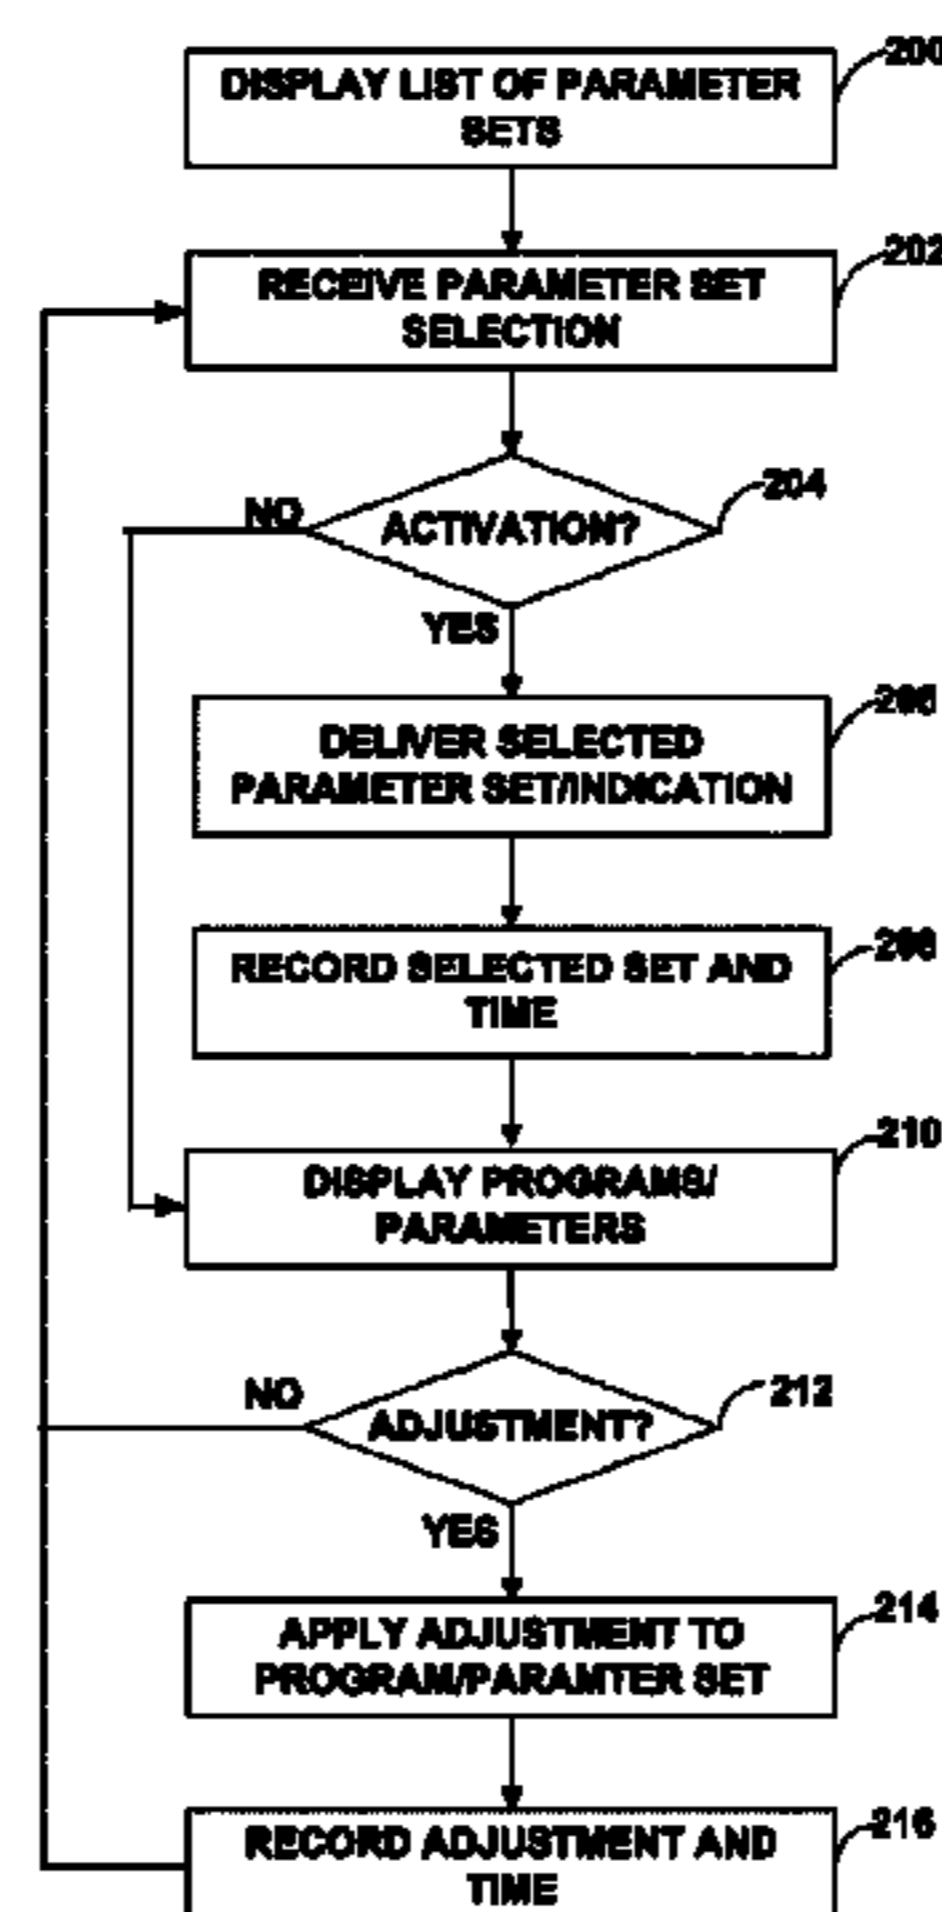 200
DISPLAY LIST OF PARAMETER
SETS
202
RECEIVE PARAMETER SET
SELECTION
204
NO
ACTIVATION?
YES
DELIVER SELECTED
PARAMETER SET/INDICATION
RECORD SELECTED SET AND
TIME
210
DISPLAY PROGRAMS/
PARAMETERS
212
NO
ADJUSTMENT?
YES
214
APPLY ADJUSTMENT TO
PROGRAM/PARAMTER SET
216
RECORD ADJUSTMENT AND
TIME